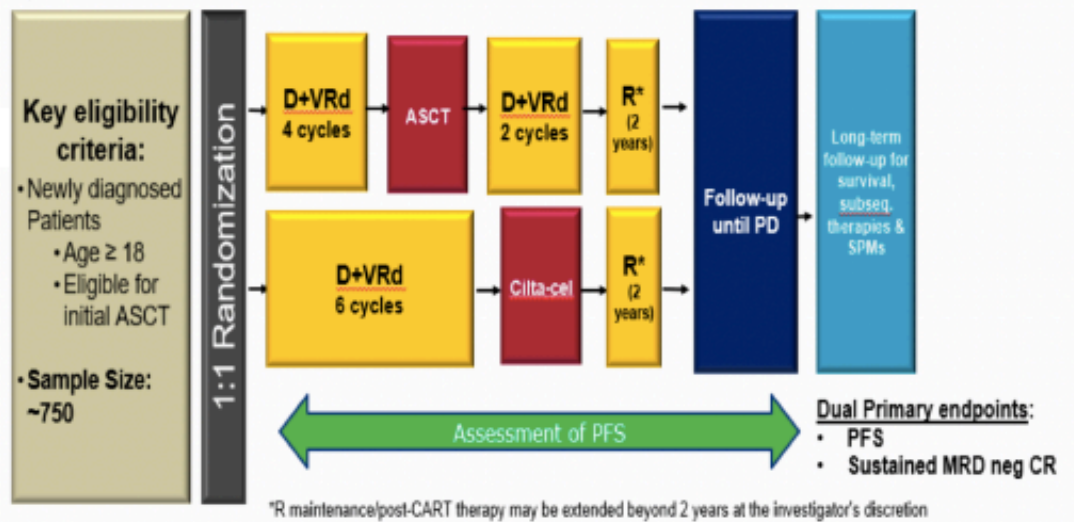 Key eligibility
criteria:
• Newly diagnosed
Patients
• Age ≥ 18
• Eligible for
initial ASCT
• Sample Size:
~750
1:1 Randomization
D+VRd
4 cycles
ASCT
D+VRd
2 cycles
R*
(2
years)
D+VRd
6 cycles
Cilta-cel
R*
(2
years)
Follow-up
until PD
Long-term
follow-up for
survival,
subseq.
therapies &
SPMs
Assessment of PFS
Dual Primary endpoints:
• PFS
• Sustained MRD neg CR
*R maintenance/post-CART therapy may be extended beyond 2 years at the investigator's discretion